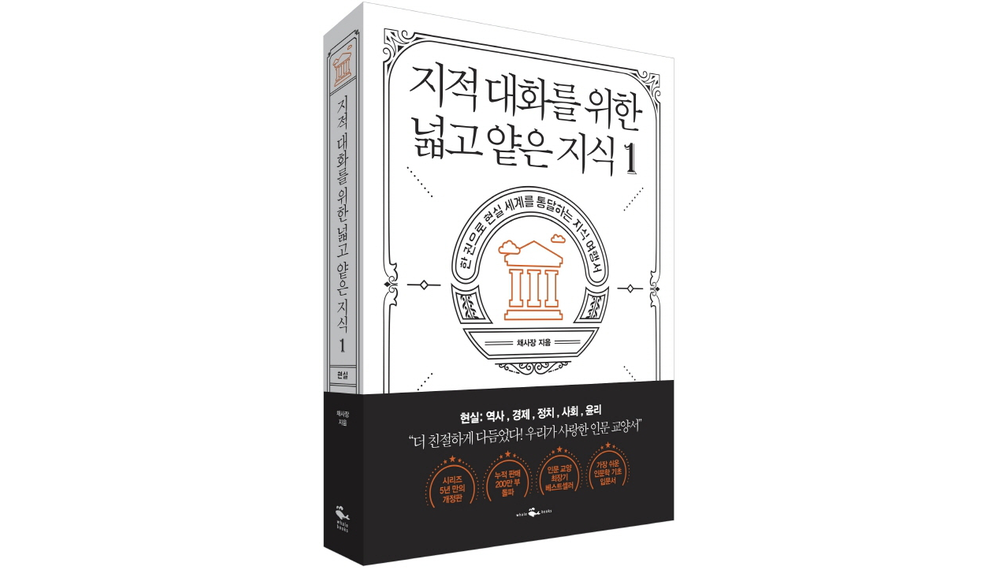 지적 대화를 위한
넓고 얕은 지식 1
한 권으로 현실 세계를 통달하는 지식 여행서
채사장 지음
현실: 역사, 경제, 정치, 사회, 윤리
“더 친절하게 다듬었다! 우리가 사랑한 인문 교양서”
시리즈
5년 만의
개정판
누적 판매
200만 부
돌파
인문 교양
최장기
베스트셀러
가장 쉬운
인문학 기초
입문서
whale books
지적 대화를 위한 넓고 얕은 지식 1
현실
채사장
지음
whale
books